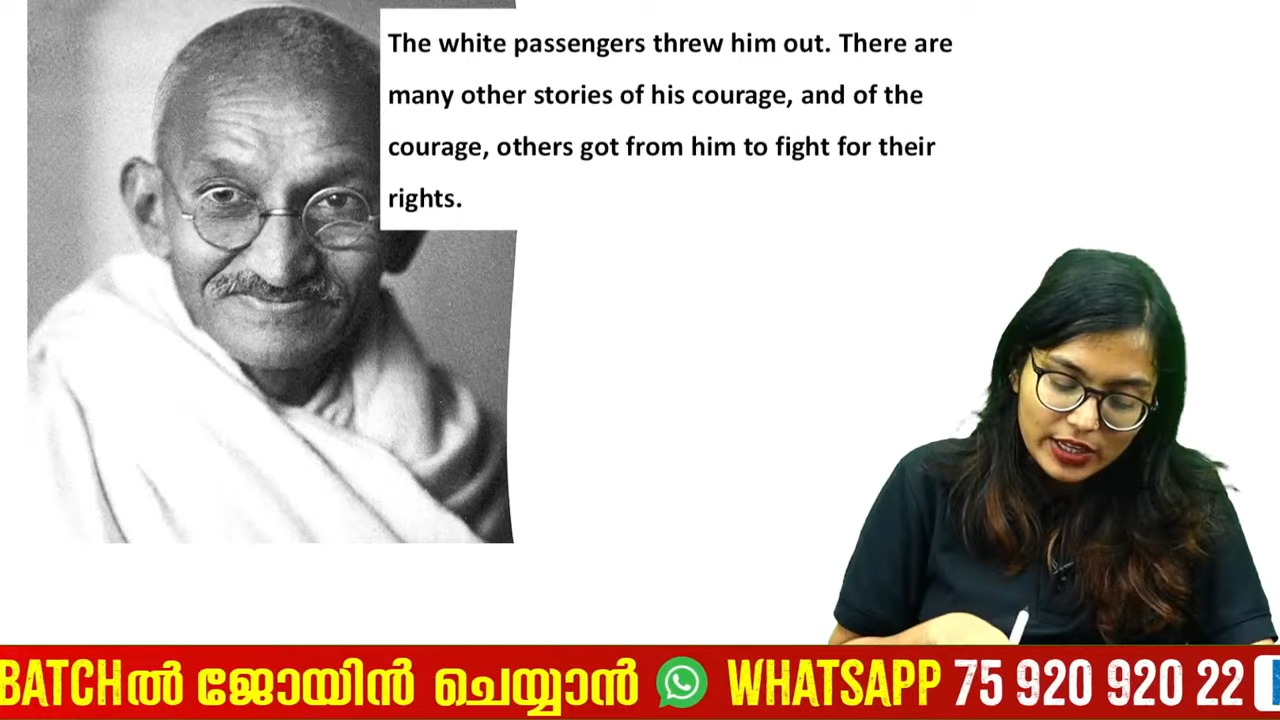 The white passengers threw him out. There are
many other stories of his courage, and of the
courage, others got from him to fight for their
rights.
BATCHൽ ജോയിൻ ചെയ്യാൻ WHATSAPP 75 920 920 22